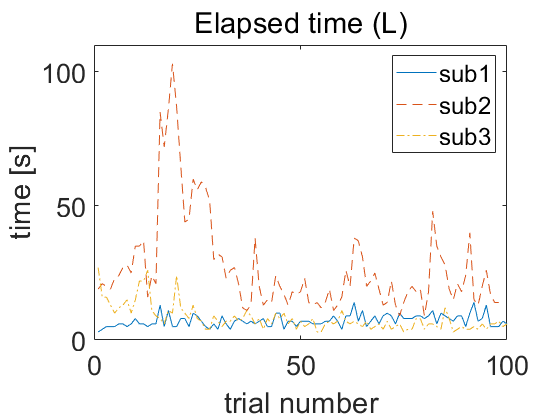 Elapsed time (L)
100
50
0
time [s]
sub1
sub2
sub3
0
50
100
trial number